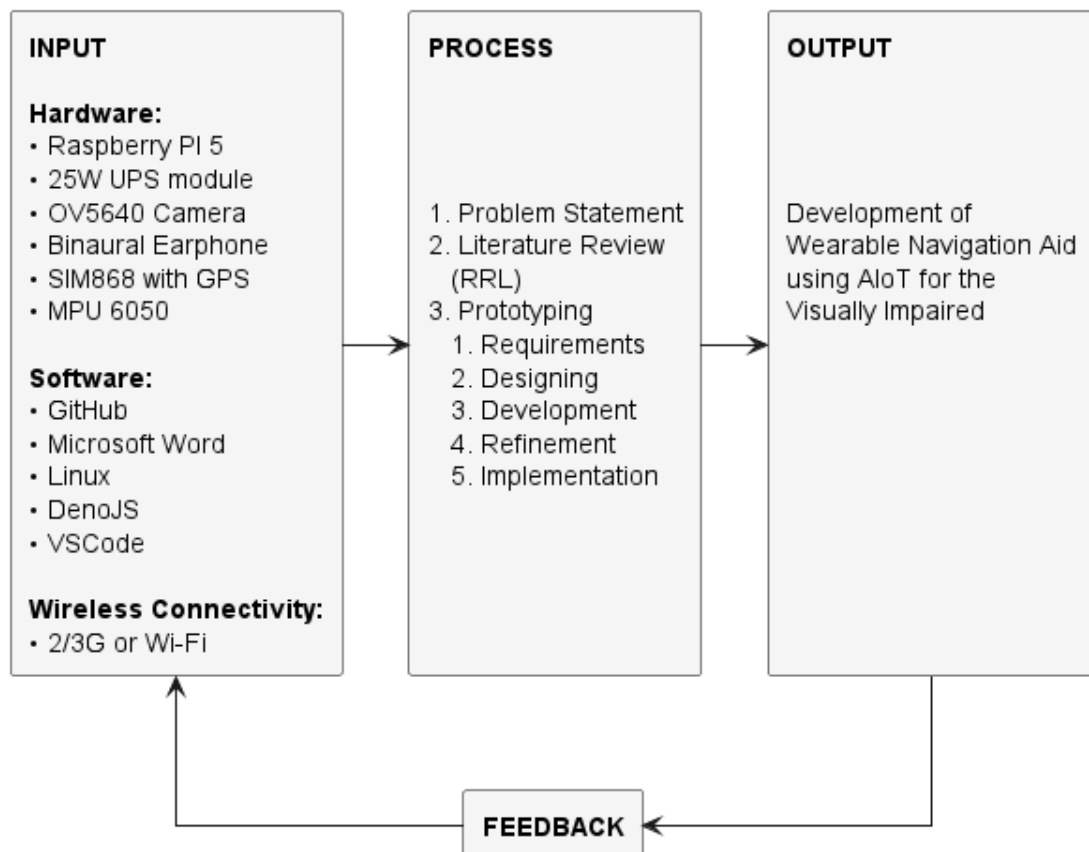 INPUT
Hardware:
• Raspberry PI 5
• 25W UPS module
• OV5640 Camera
• Binaural Earphone
• SIM868 with GPS
• MPU 6050
Software:
• GitHub
• Microsoft Word
• Linux
• DenoJS
• VSCode
Wireless Connectivity:
• 2/3G or Wi-Fi
PROCESS
1. Problem Statement
2. Literature Review
(RRL)
3. Prototyping
1. Requirements
2. Designing
3. Development
4. Refinement
5. Implementation
OUTPUT
Development of
Wearable Navigation Aid
using AIoT for the
Visually Impaired
FEEDBACK